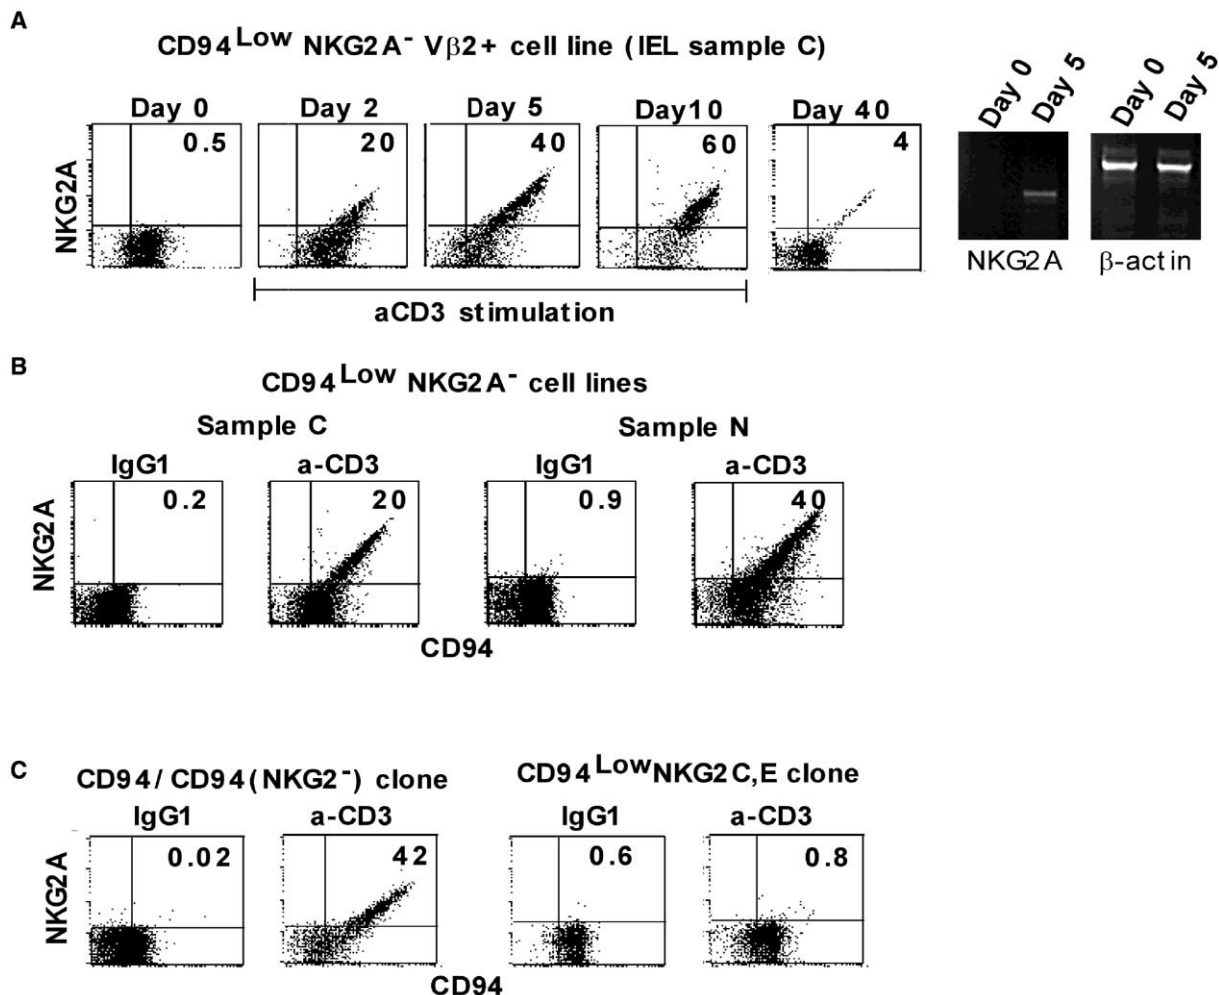 A
CD94Low NKG2A- Vβ2+ cell line (IEL sample C)
Day 0 Day 2 Day 5 Day10 Day 40
0.5 20 40 60 4
NKG2A
aCD3 stimulation
Day 0 Day 5 Day 0 Day 5
NKG2A β-actin
B
CD94Low NKG2A- cell lines
Sample C Sample N
IgG1 a-CD3 IgG1 a-CD3
0.2 20 0.9 40
NKG2A
CD94
C
CD94/CD94(NKG2-) clone CD94LowNKG2C,E clone
IgG1 a-CD3 IgG1 a-CD3
0.02 42 0.6 0.8
NKG2A
CD94